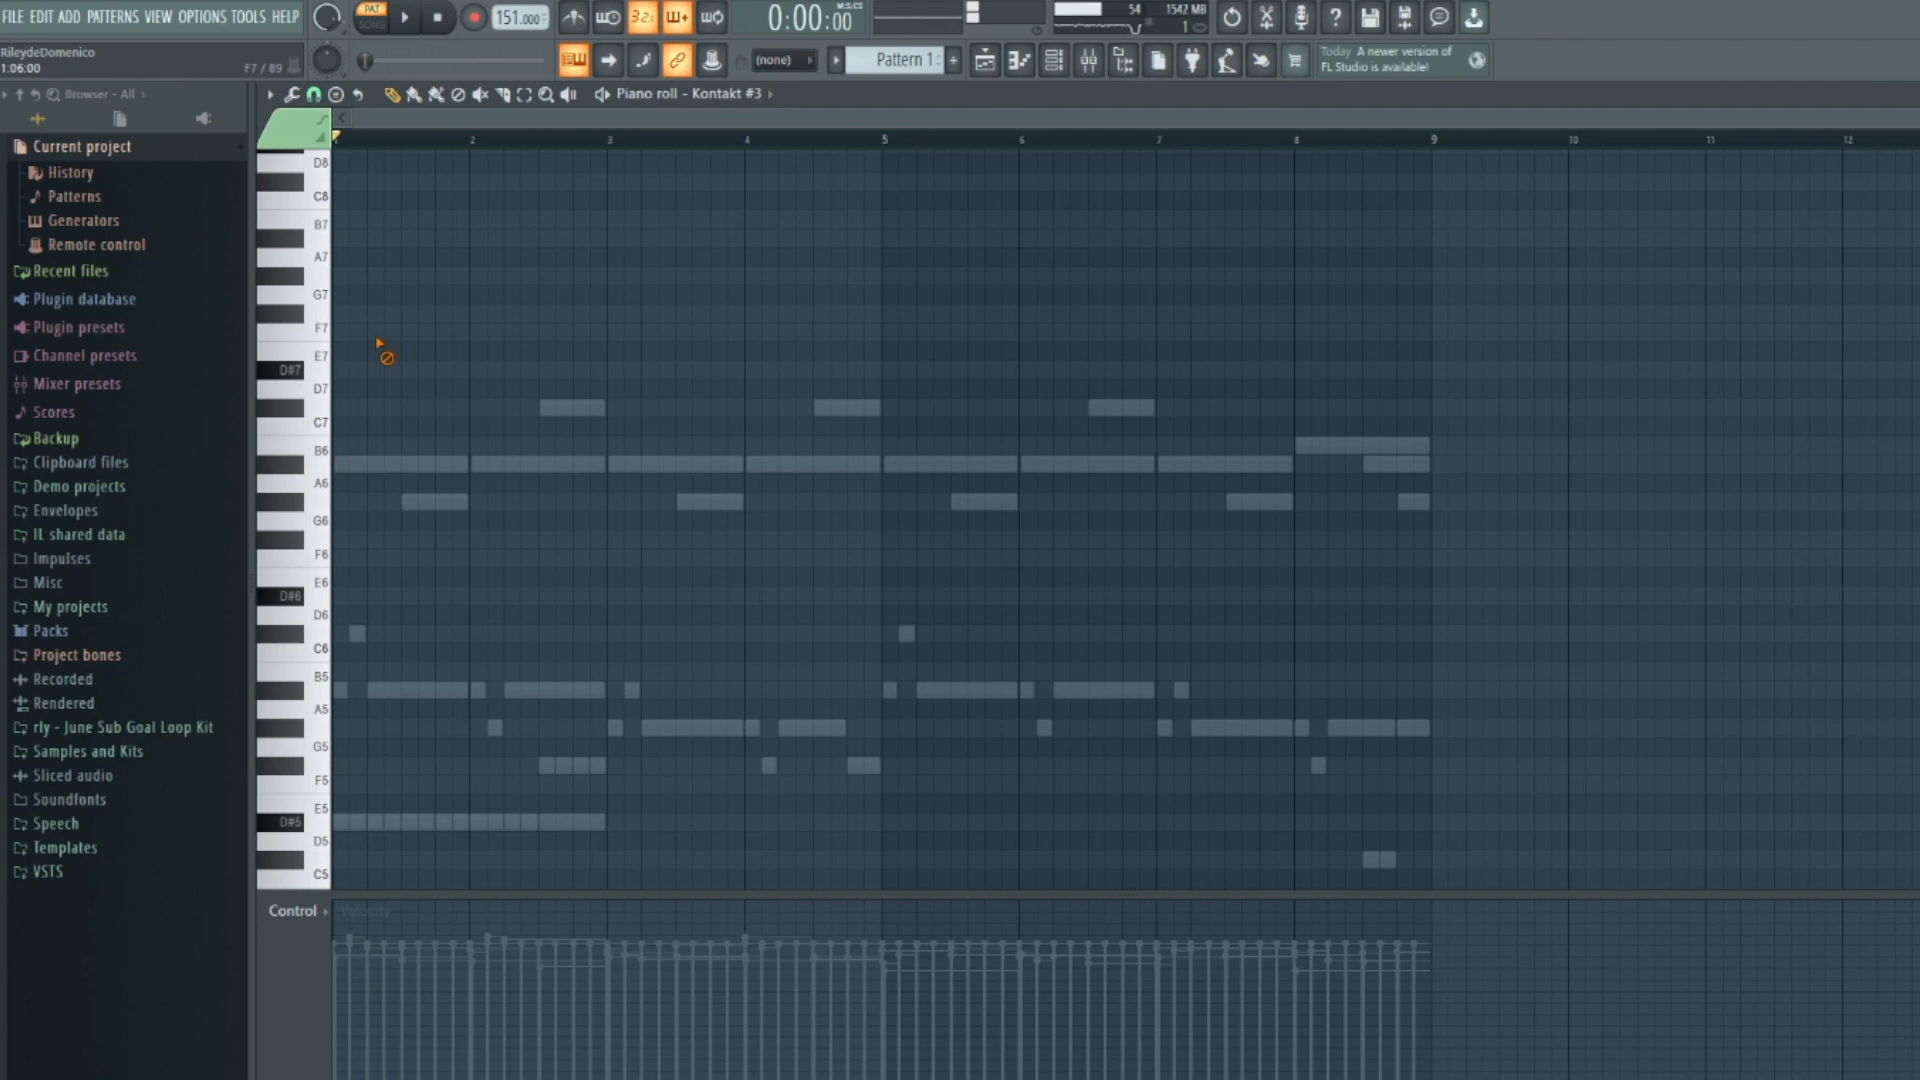 FILE EDIT ADD PATTERNS VIEW OPTIONS TOOLS HELP
PAT
SONG
151.000
3.2:
0:00:00
M:S:CS
54
1542 MB
1
RileydeDomenico
1:06:00
F7 / 89
(none)
Pattern 1
+
Today A newer version of
FL Studio is available!
Browser - All
Piano roll - Kontakt #3
Current project
History
Patterns
Generators
Remote control
Recent files
Plugin database
Plugin presets
Channel presets
Mixer presets
Scores
Backup
Clipboard files
Demo projects
Envelopes
IL shared data
Impulses
Misc
My projects
Packs
Project bones
Recorded
Rendered
rly - June Sub Goal Loop Kit
Samples and Kits
Sliced audio
Soundfonts
Speech
Templates
VSTS
2 3 4 5 6 7 8 9 10 11 12
D8
C8
B7
A7
G7
F7
E7
D#7
D7
C7
B6
A6
G6
F6
E6
D#6
D6
C6
B5
A5
G5
F5
E5
D#5
D5
C5
Control
Velocity